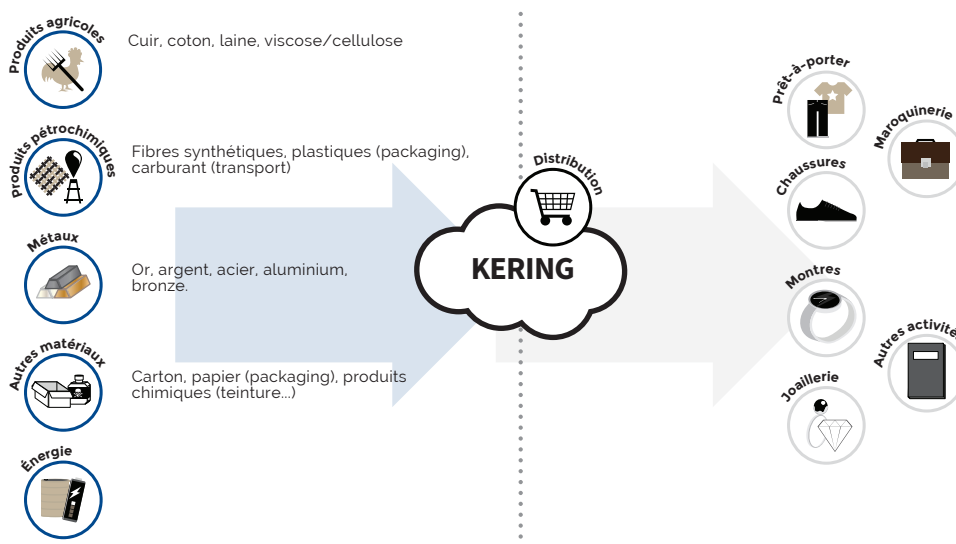 Produits agricoles
Cuir, coton, laine, viscose/cellulose
Produits pétrochimiques
Fibres synthétiques, plastiques (packaging),
carburant (transport)
Métaux
Or, argent, acier, aluminium,
bronze.
Autres matériaux
Carton, papier (packaging), produits
chimiques (teinture...)
Énergie
Distribution
KERING
Prêt-à-porter
Maroquinerie
Chaussures
Montres
Autres activité
Joaillerie